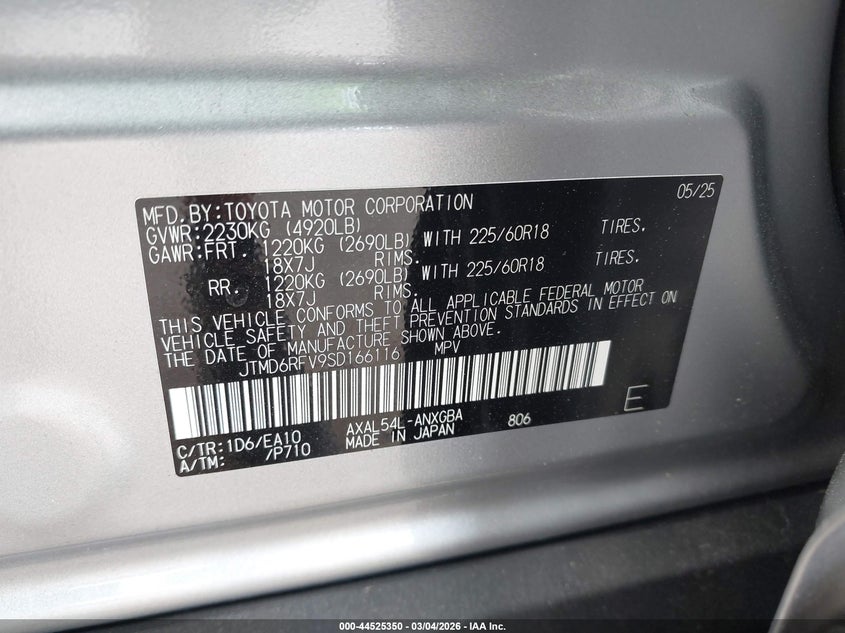 MFD.BY:TOYOTA MOTOR CORPORATION 05/25
GVWR:2230KG (4920LB)
GAWR:FRT. 1220KG (2690LB) WITH 225/60R18 TIRES.
18X7J RIMS.
RR. 1220KG (2690LB) WITH 225/60R18 TIRES.
18X7J RIMS.
THIS VEHICLE CONFORMS TO ALL APPLICABLE FEDERAL MOTOR
VEHICLE SAFETY AND THEFT PREVENTION STANDARDS IN EFFECT ON
THE DATE OF MANUFACTURE SHOWN ABOVE.
JTMD6RFV9SD166116 MPV
C/TR:1D6/EA10 AXAL54L-ANXGBA 806 E
A/TM: /P710 MADE IN JAPAN
000-44525350 - 03/04/2026 - IAA Inc.